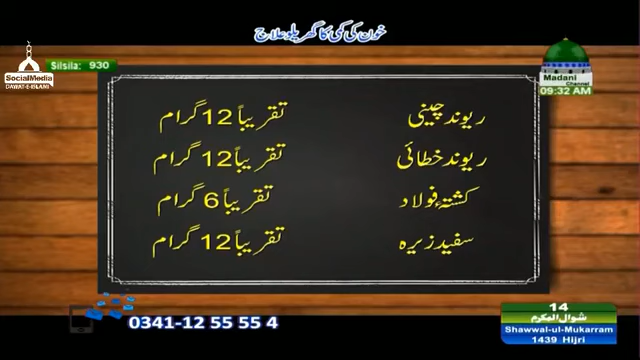 خون کی کمی کا گھریلو علاج
SocialMedia
DAWAT-E-ISLAMI
Silsila: 930
Madani
Channel
09:32 AM
ریوند چینی تقریباً 12 گرام
ریوند خطائی تقریباً 12 گرام
کشتۂ فولاد تقریباً 6 گرام
سفید زیرہ تقریباً 12 گرام
0341-12 55 55 4
14
شوال المکرم
Shawwal-ul-Mukarram
1439 Hijri